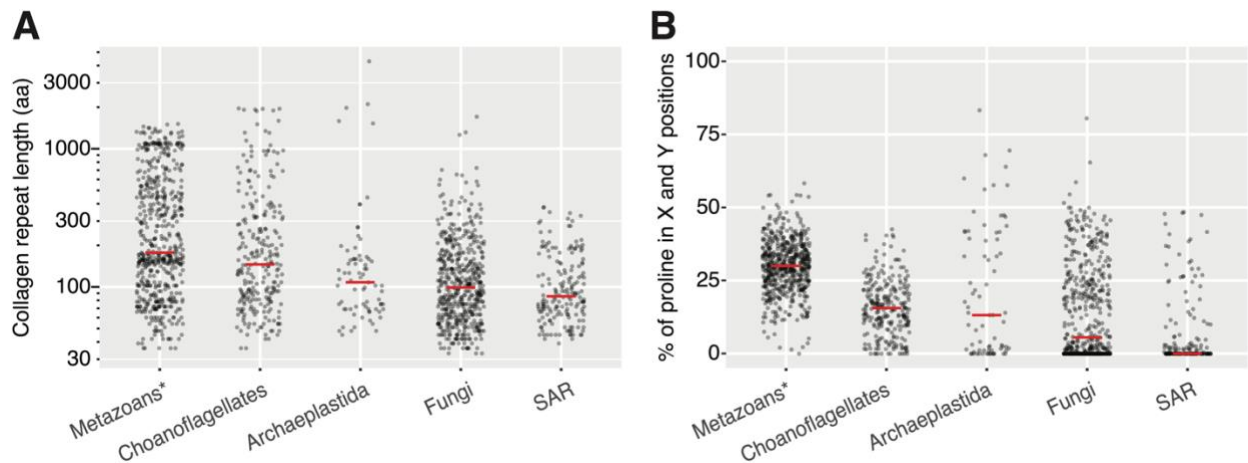 A
Collagen repeat length (aa)
3000
1000
300
100
30
Metazoans*
Choanoflagellates
Archaeplastida
Fungi
SAR
B
% of proline in X and Y positions
100
75
50
25
0
Metazoans*
Choanoflagellates
Archaeplastida
Fungi
SAR